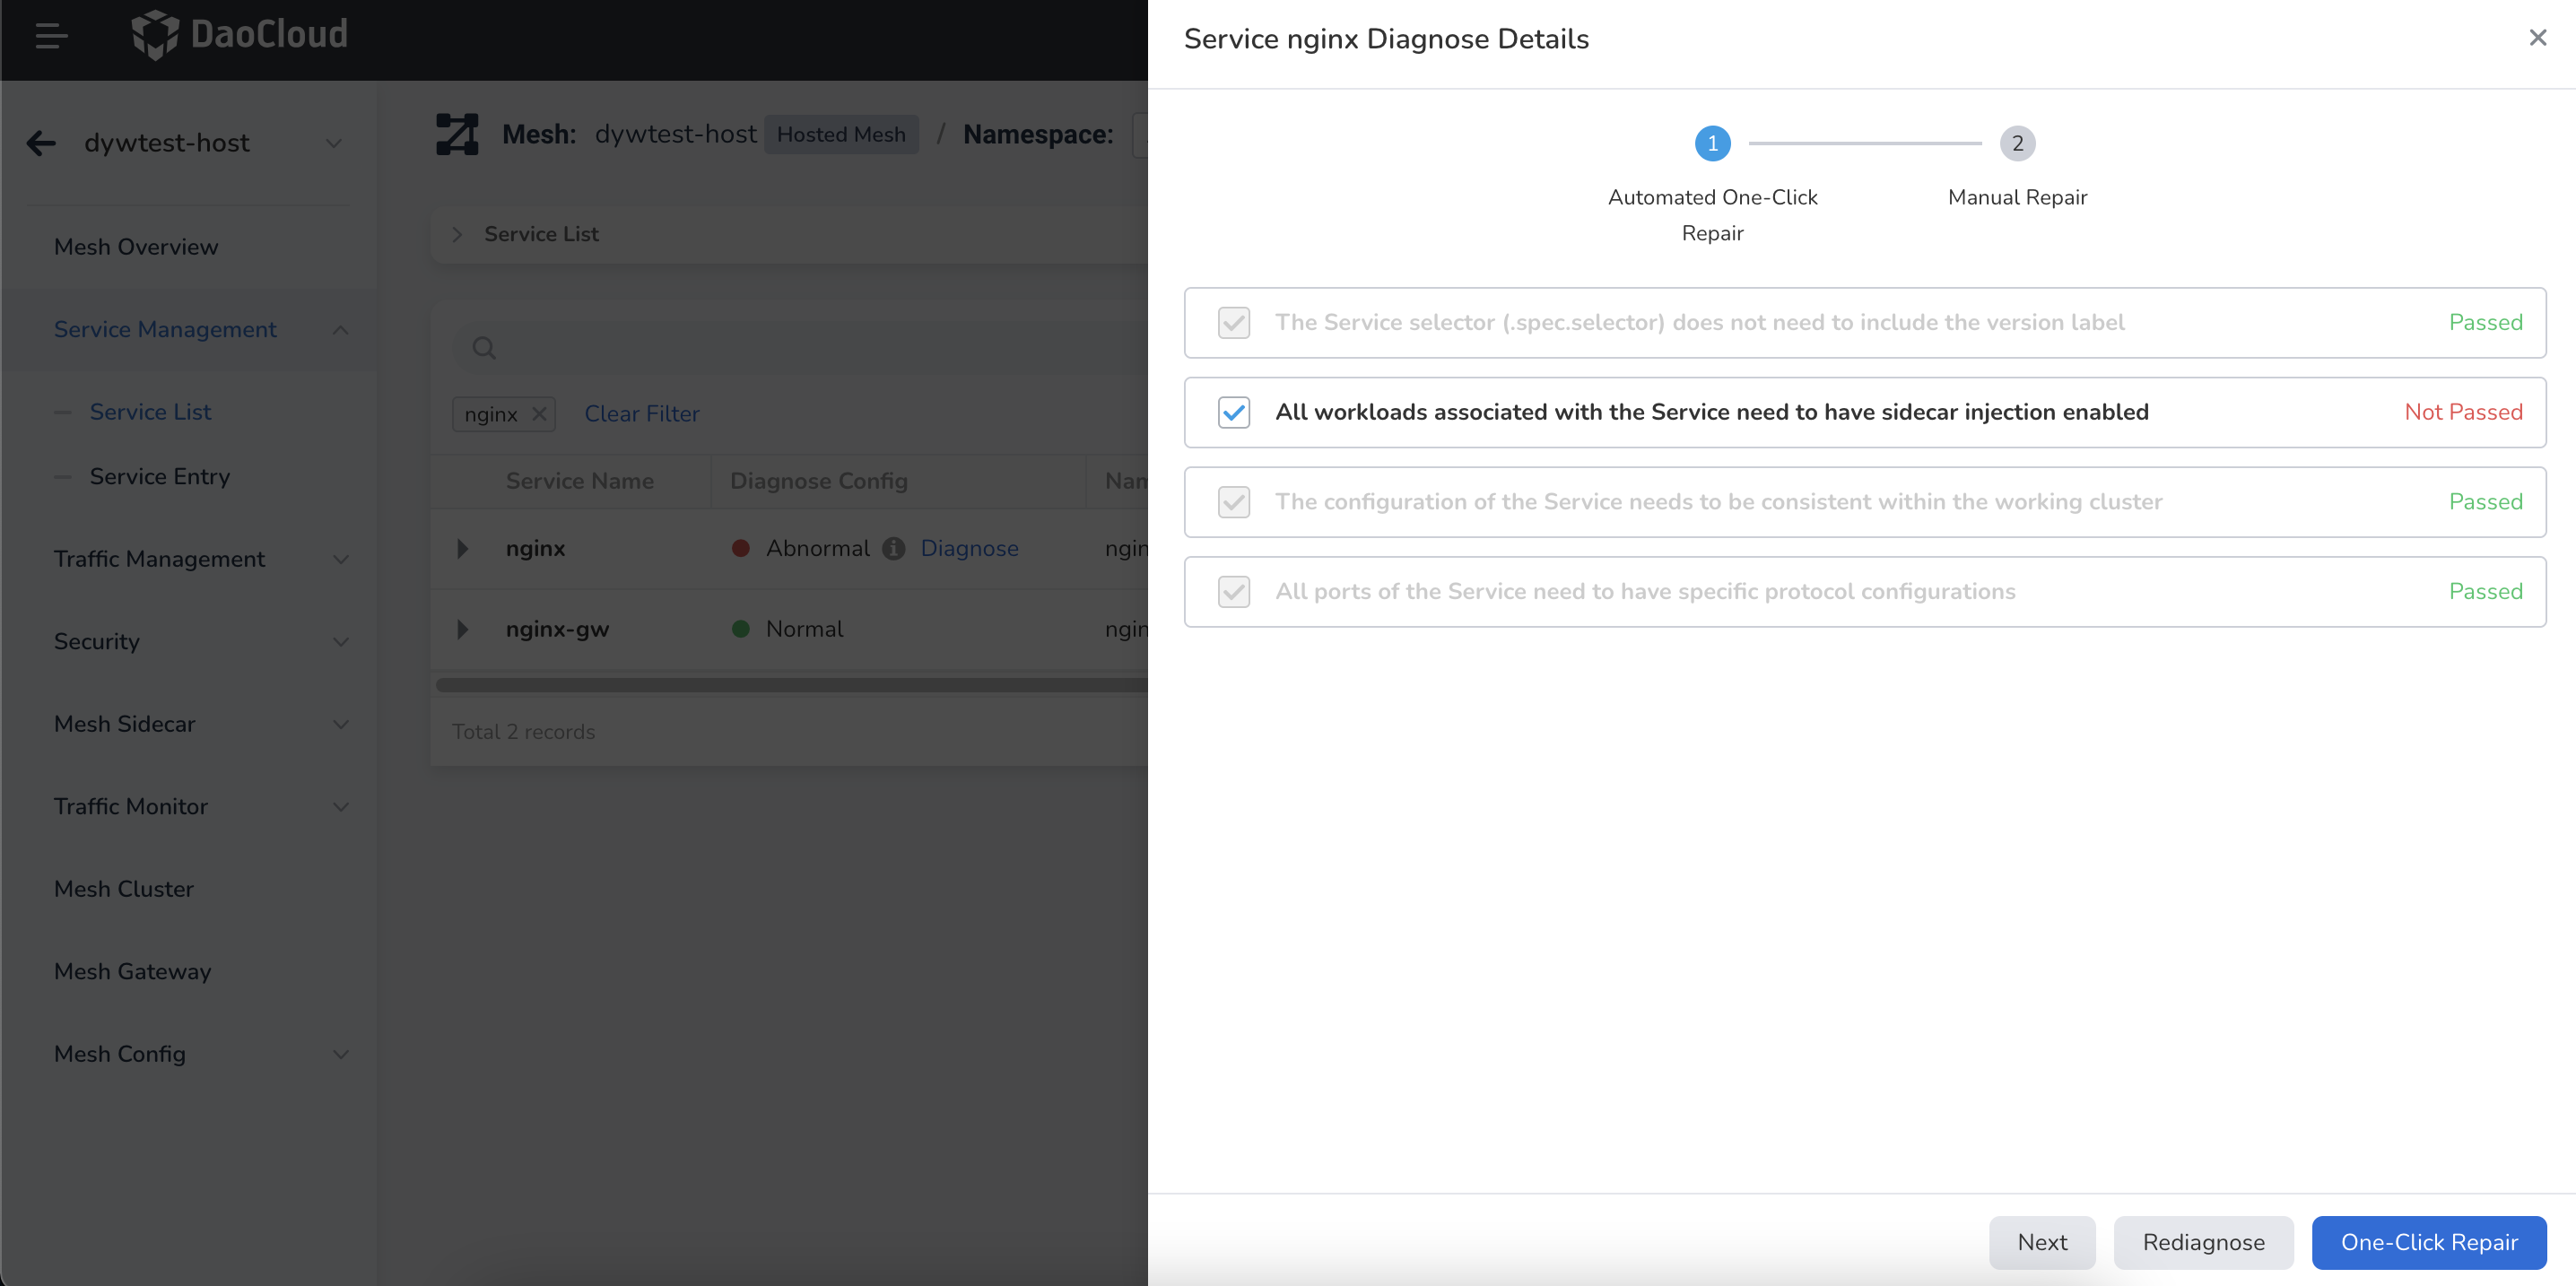 DaoCloud
dywtest-host
Mesh Overview
Service Management
Service List
Service Entry
Traffic Management
Security
Mesh Sidecar
Traffic Monitor
Mesh Cluster
Mesh Gateway
Mesh Config
Mesh: dywtest-host Hosted Mesh / Namespace:
Service List
nginx Clear Filter
Service Name Diagnose Config Nam
nginx Abnormal Diagnose ngin
nginx-gw Normal ngin
Total 2 records
Service nginx Diagnose Details
1 2
Automated One-Click Manual Repair
Repair
The Service selector (.spec.selector) does not need to include the version label Passed
All workloads associated with the Service need to have sidecar injection enabled Not Passed
The configuration of the Service needs to be consistent within the working cluster Passed
All ports of the Service need to have specific protocol configurations Passed
Next Rediagnose One-Click Repair